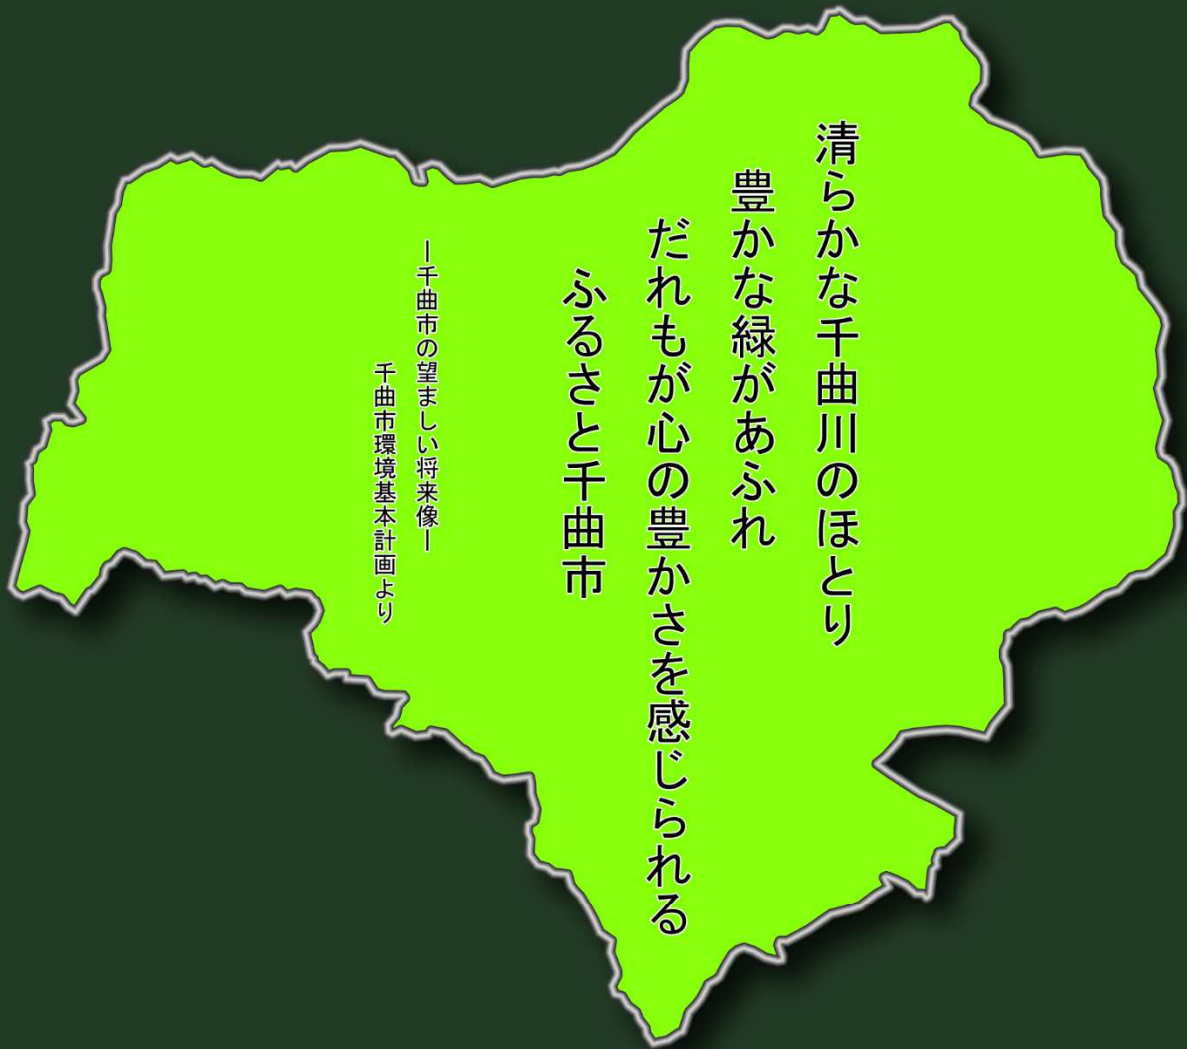 清らかな千曲川のほとり
豊かな緑があふれ
だれもが心の豊かさを感じられる
ふるさと千曲市
ー千曲市の望ましい将来像ー
千曲市環境基本計画より